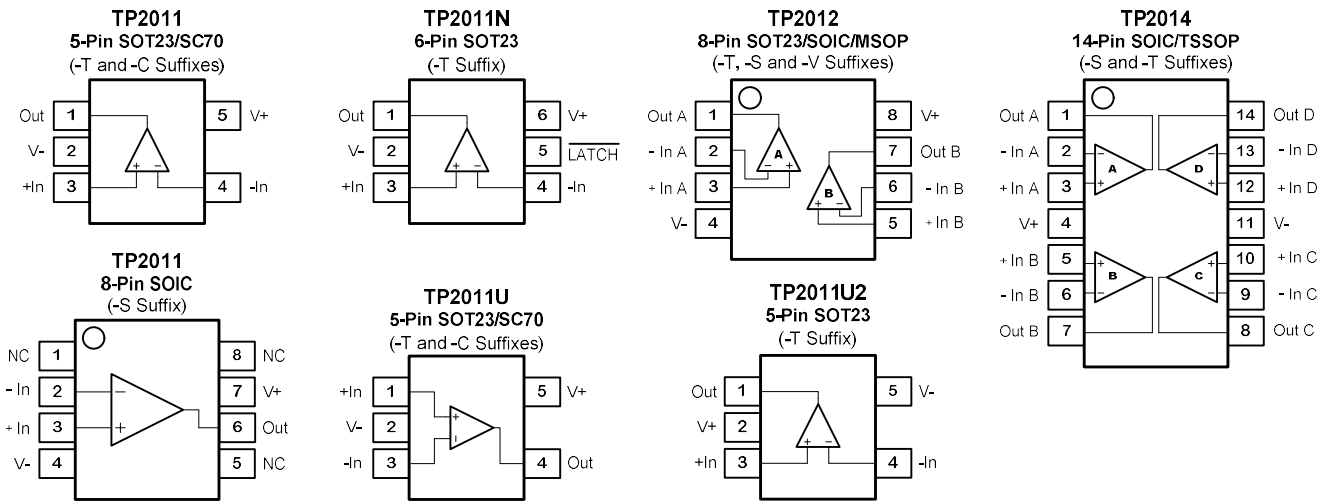 TP2011
5-Pin SOT23/SC70
(-T and -C Suffixes)
Out 1 5 V+
V- 2
+In 3 4 -In
+ −
TP2011N
6-Pin SOT23
(-T Suffix)
Out 1 6 V+
V- 2 5 LATCH
+In 3 4 -In
+ −
TP2012
8-Pin SOT23/SOIC/MSOP
(-T, -S and -V Suffixes)
Out A 1 8 V+
- In A 2 7 Out B
+ In A 3 6 - In B
V- 4 5 + In B
A
− +
B
+ −
TP2014
14-Pin SOIC/TSSOP
(-S and -T Suffixes)
Out A 1 14 Out D
- In A 2 13 - In D
+ In A 3 12 + In D
V+ 4 11 V-
+ In B 5 10 + In C
- In B 6 9 - In C
Out B 7 8 Out C
− A + − D +
+ B − + C −
TP2011
8-Pin SOIC
(-S Suffix)
NC 1 8 NC
- In 2 7 V+
+ In 3 6 Out
V- 4 5 NC
−
+
TP2011U
5-Pin SOT23/SC70
(-T and -C Suffixes)
+In 1 5 V+
V- 2
-In 3 4 Out
+
−
TP2011U2
5-Pin SOT23
(-T Suffix)
Out 1 5 V-
V+ 2
+In 3 4 -In
+ −